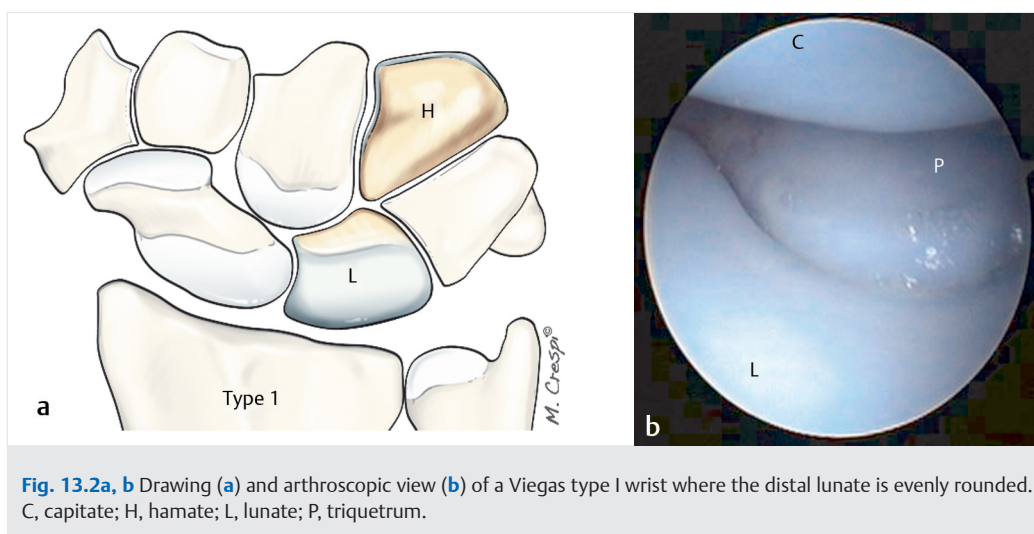 H
L
Type 1
a
M. Crespi©
C
P
L
b
Fig. 13.2a, b Drawing (a) and arthroscopic view (b) of a Viegas type I wrist where the distal lunate is evenly rounded.
C, capitate; H, hamate; L, lunate; P, triquetrum.